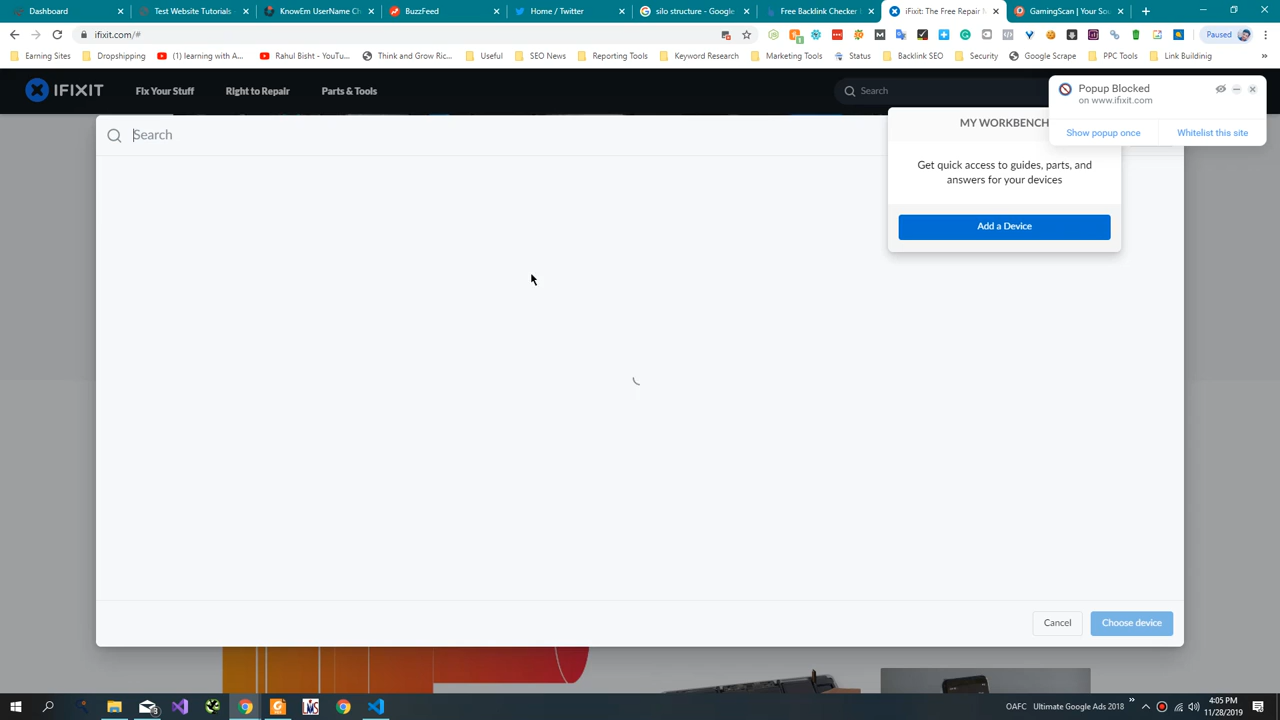 Dashboard
Test Website Tutorials
KnowEm UserName Ch
BuzzFeed
Home / Twitter
silo structure - Google
Free Backlink Checker
iFixit: The Free Repair M
GamingScan | Your Sou
ifixit.com/#
Paused
Earning Sites
Dropshipping
(1) learning with A...
Rahul Bisht - YouTu...
Think and Grow Ric...
Useful
SEO News
Reporting Tools
Keyword Research
Marketing Tools
Status
Backlink SEO
Security
Google Scrape
PPC Tools
Link Building
IFIXIT
Fix Your Stuff
Right to Repair
Parts & Tools
Search
Popup Blocked
on www.ifixit.com
Show popup once
Whitelist this site
Search
MY WORKBENCH
Get quick access to guides, parts, and
answers for your devices
Add a Device
Cancel
Choose device
OAFC
Ultimate Google Ads 2018
4:05 PM
11/28/2019